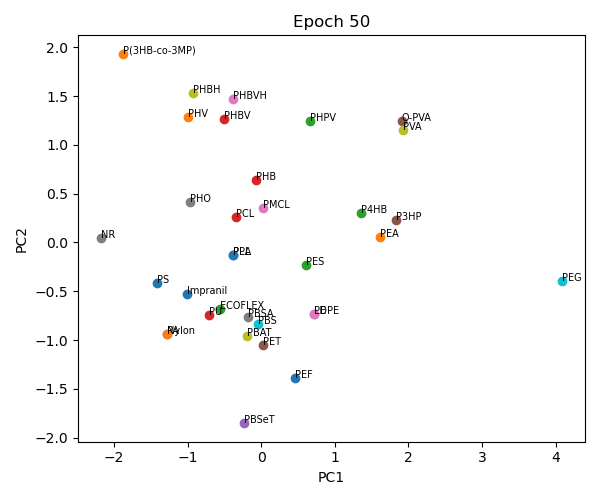 Epoch 50
P(3HB-co-3MP)
PHBH
PHBVH
PHV
PHBV
PHPV
O-PVA
PVA
PHB
PHO
PMCL
PCL
P4HB
P3HP
PEA
NR
PES
PS
Impranil
PEG
ECOFLEX
PU
PBSA
PBS
Nylon
PBAT
PET
PEF
PBSeT
2.0
1.5
1.0
0.5
0.0
−0.5
−1.0
−1.5
−2.0
−2
−1
0
1
2
3
4
PC1
PC2